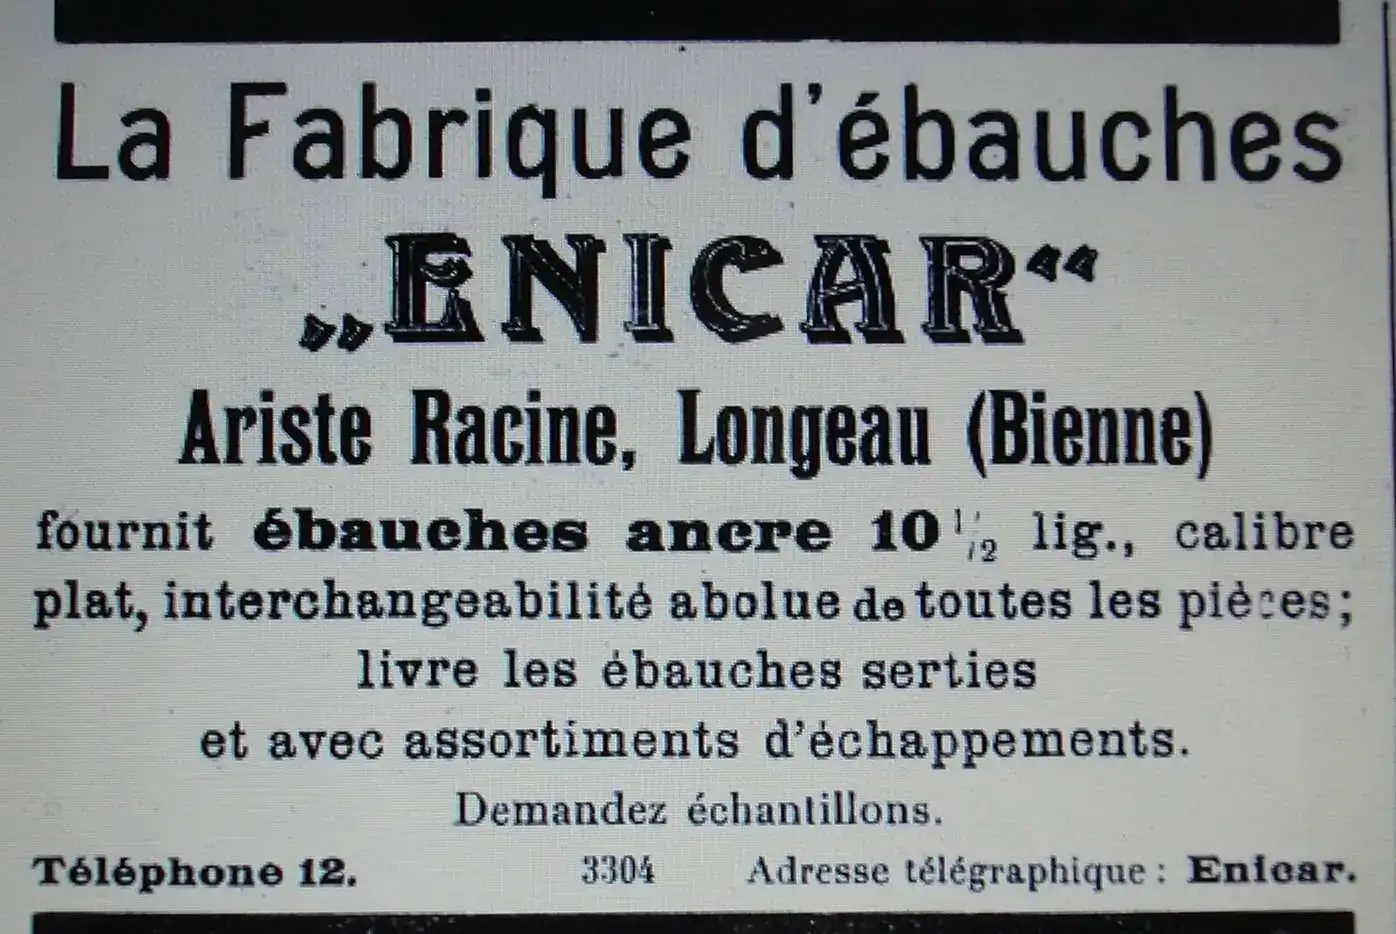 La Fabrique d'ébauches
„ENICAR“
Ariste Racine, Longeau (Bienne)
fournit ébauches ancre 10 1/2 lig., calibre
plat, interchangeabilité abolue de toutes les pièces;
livre les ébauches serties
et avec assortiments d'échappements.
Demandez échantillons.
Téléphone 12. 3304 Adresse télégraphique : Enicar.